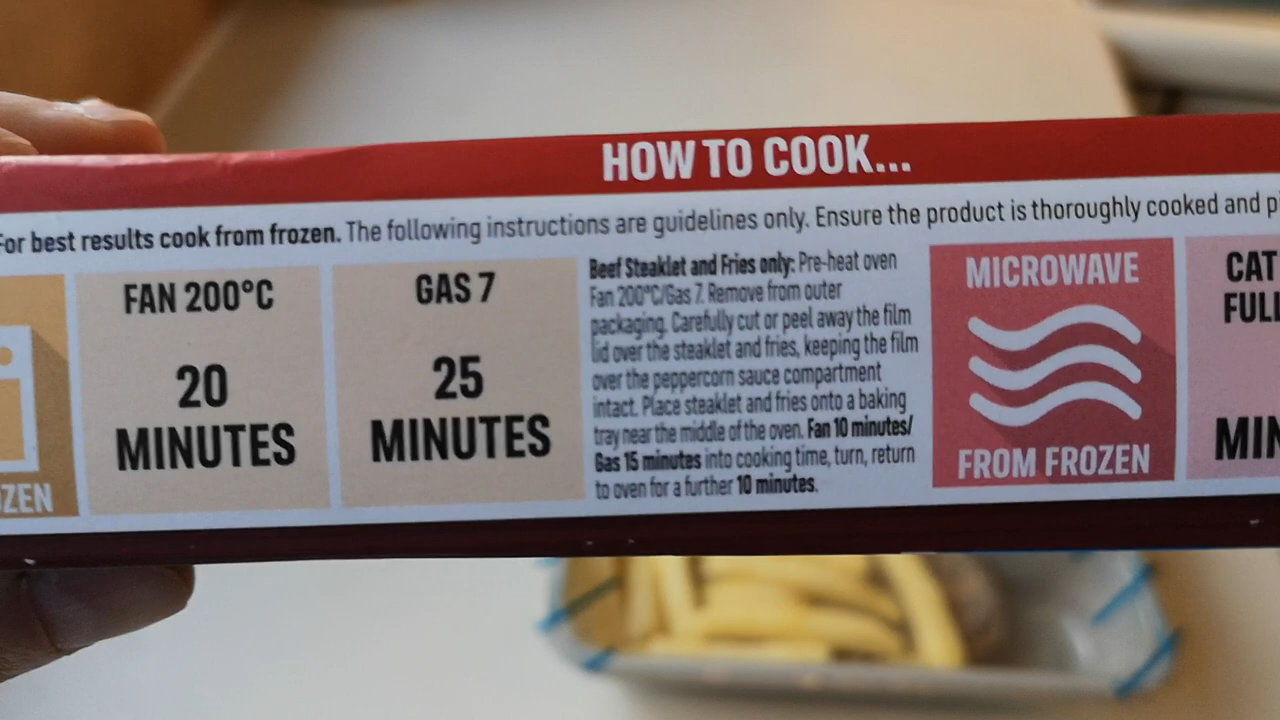 HOW TO COOK...
For best results cook from frozen. The following instructions are guidelines only. Ensure the product is thoroughly cooked and
FAN 200°C
20
MINUTES
GAS 7
25
MINUTES
Beef Steaklet and Fries only: Pre-heat oven
Fan 200°C/Gas 7. Remove from outer
packaging. Carefully cut or peel away the film
lid over the steaklet and fries, keeping the film
over the peppercorn sauce compartment
intact. Place steaklet and fries onto a baking
tray near the middle of the oven. Fan 10 minutes/
Gas 15 minutes into cooking time, turn, return
to oven for a further 10 minutes.
MICROWAVE
FROM FROZEN
CAT